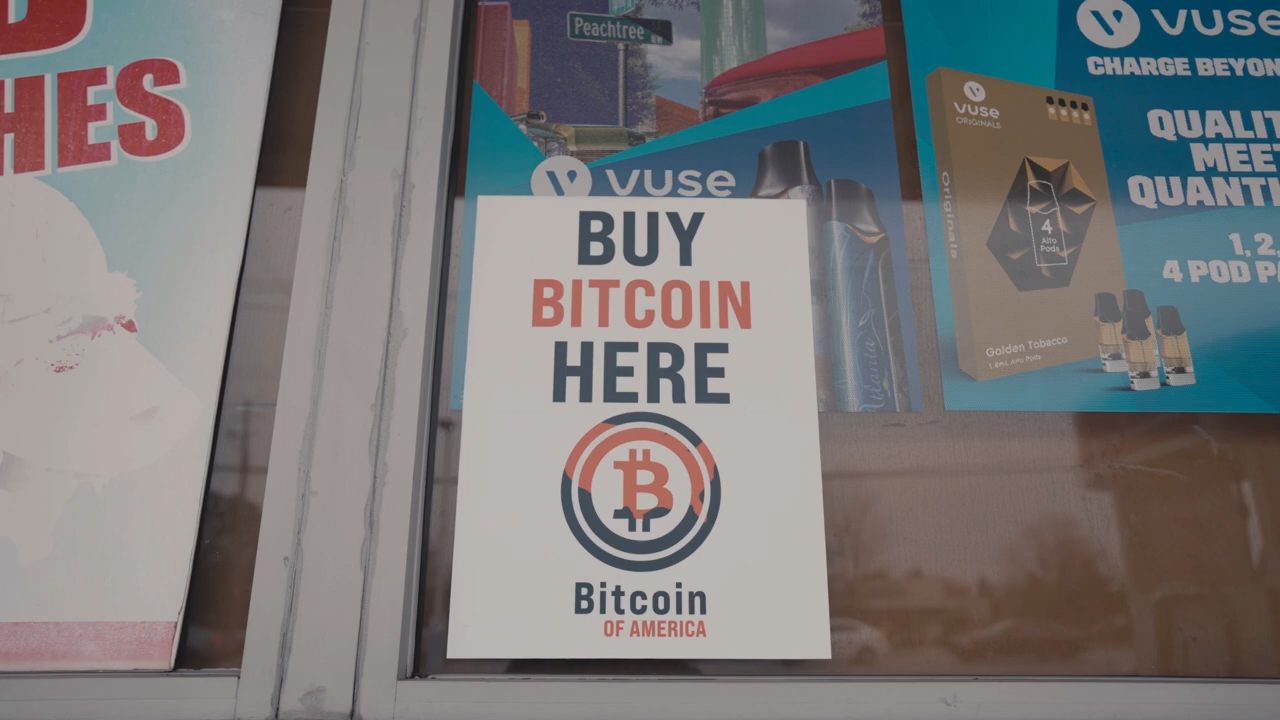 HES
Peachtree
vuse
BUY
BITCOIN
HERE
Bitcoin
OF AMERICA
Atlanta
vuse
CHARGE BEYON
QUALIT
MEET
QUANTI
1, 2,
4 POD P
vuse
ORIGINALS
Originals
4
Alto
Pods
Golden Tobacco